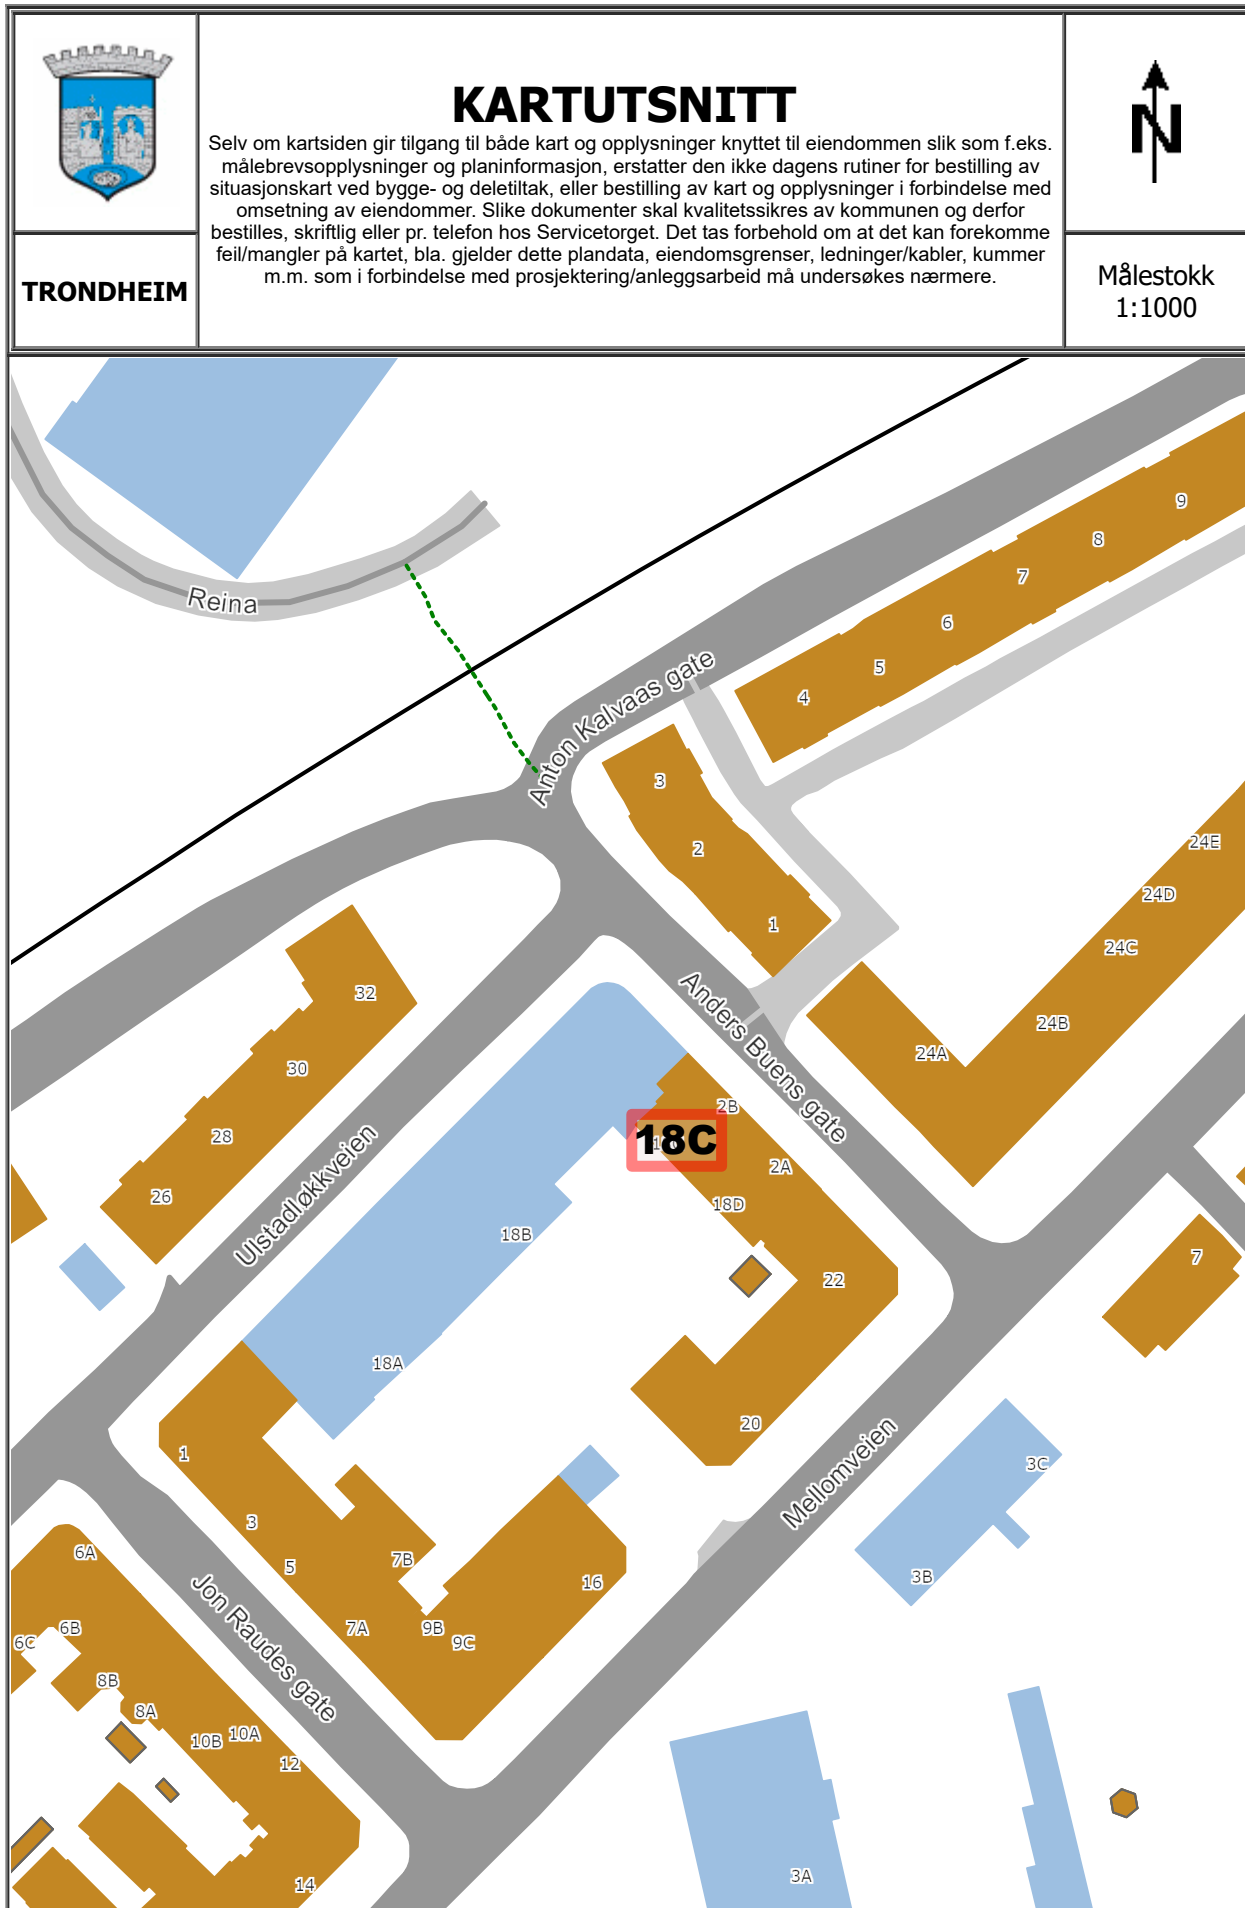 KARTUTSNITT
Selv om kartsiden gir tilgang til både kart og opplysninger knyttet til eiendommen slik som f.eks.
målebrevsopplysninger og planinformasjon, erstatter den ikke dagens rutiner for bestilling av
situasjonskart ved bygge- og deletiltak, eller bestilling av kart og opplysninger i forbindelse med
omsetning av eiendommer. Slike dokumenter skal kvalitetssikres av kommunen og derfor
bestilles, skriftlig eller pr. telefon hos Servicetorget. Det tas forbehold om at det kan forekomme
feil/mangler på kartet, bla. gjelder dette plandata, eiendomsgrenser, ledninger/kabler, kummer
m.m. som i forbindelse med prosjektering/anleggsarbeid må undersøkes nærmere.
N
TRONDHEIM
Målestokk
1:1000
9
8
7
6
5
4
Reina
Anton Kalvaas gate
3
2
1
24E
24D
24C
24B
24A
32
30
28
26
Anders Buens gate
2B
18C
2A
18D
18B
22
Ulstadløkkveien
7
18A
20
1
Mellomveien
3C
3
5
7B
16
3B
6A
6B
6C
7A
9B
9C
Jon Raudes gate
8B
8A
10B
10A
12
14
3A